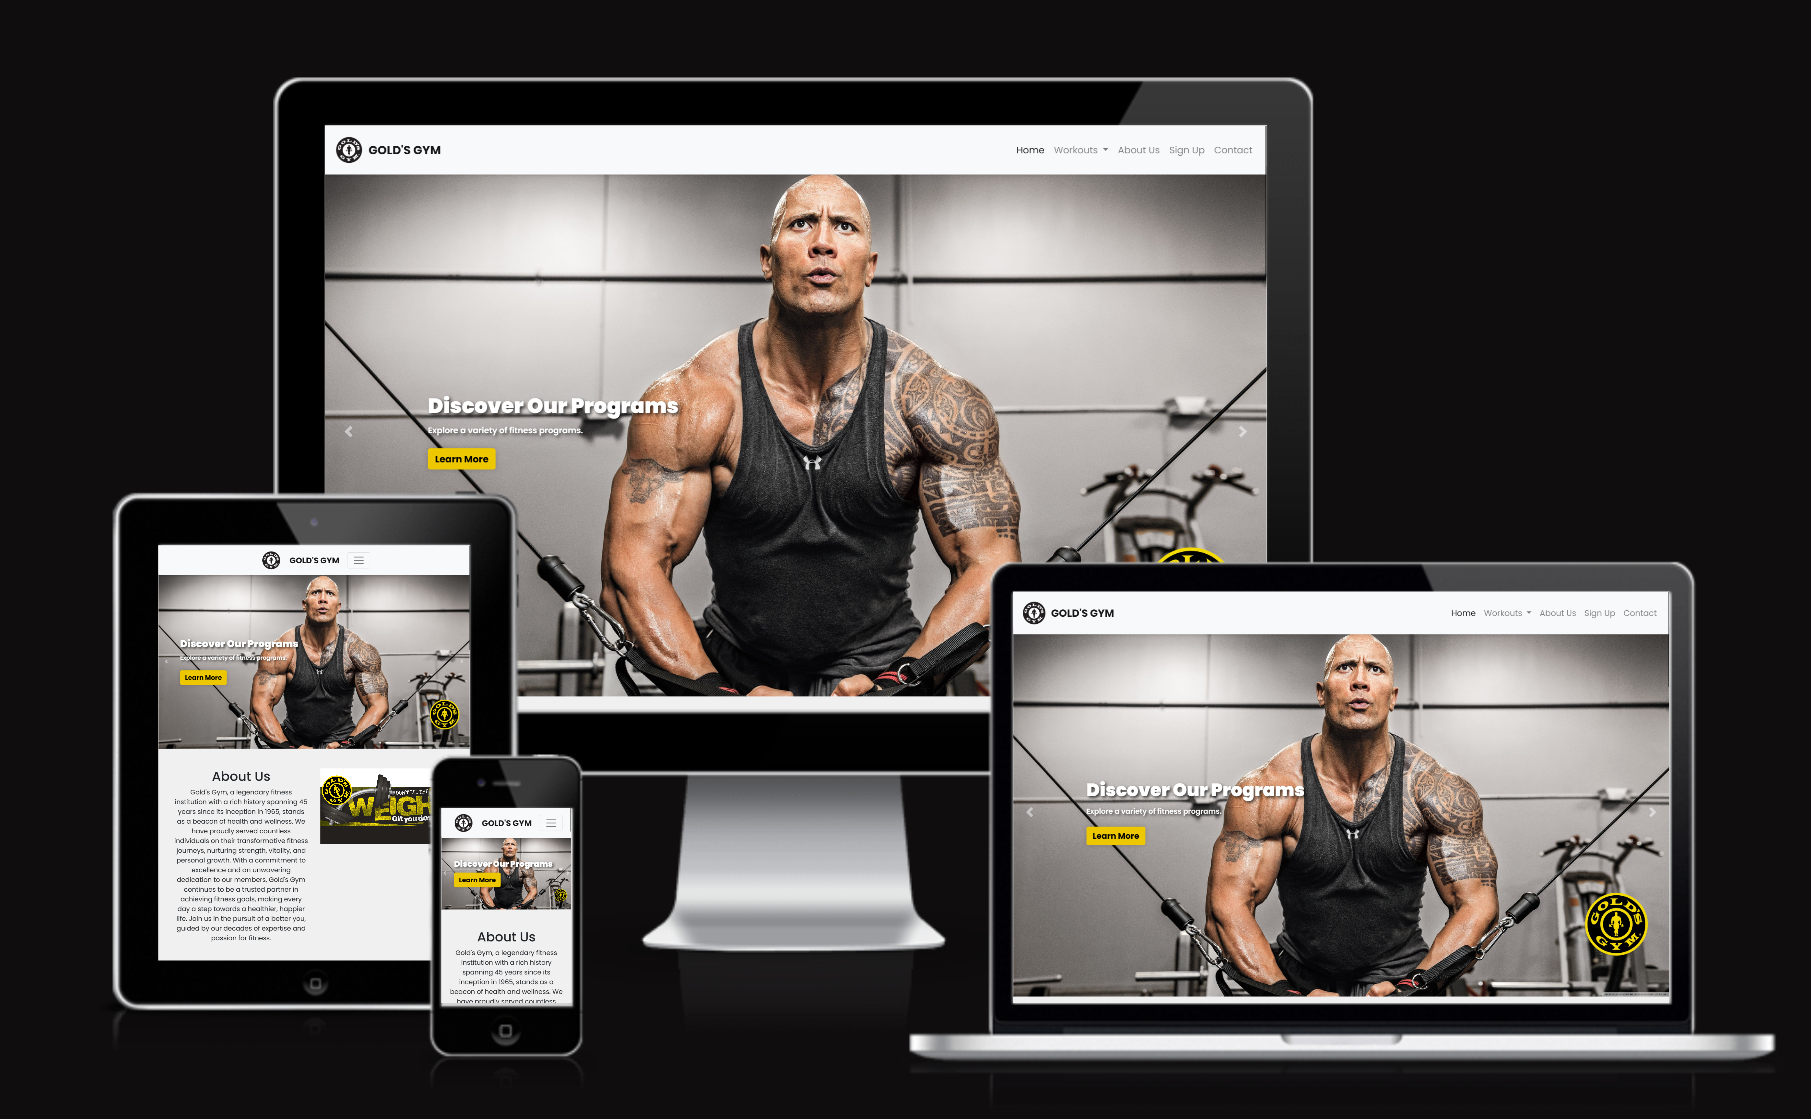 GOLD'S GYM
Home Workouts About Us Sign Up Contact
Discover Our Programs
Explore a variety of fitness programs.
Learn More
GOLD'S GYM
Discover Our Programs
Explore a variety of fitness programs.
Learn More
GOLD'S
GYM
About Us
Gold's Gym, a legendary fitness
institution with a rich history spanning 45
years since its inception in 1965, stands
as a beacon of health and wellness. We
have proudly served countless
individuals on their transformative fitness
journeys, nurturing strength, vitality, and
personal growth. With a commitment to
excellence and an unwavering
dedication to our members, Gold's Gym
continues to be a trusted partner in
achieving fitness goals, making every
day a step towards a healthier, happier
life. Join us in the pursuit of a better you,
guided by our decades of expertise and
passion for fitness.
GOLD'S GYM
Discover Our Programs
Learn More
About Us
Gold's Gym, a legendary fitness
institution with a rich history
spanning 45 years since its
inception in 1965, stands as a
beacon of health and wellness. We
have proudly served countless
GOLD'S GYM
Home Workouts About Us Sign Up Contact
Discover Our Programs
Explore a variety of fitness programs.
Learn More
GOLD'S
GYM